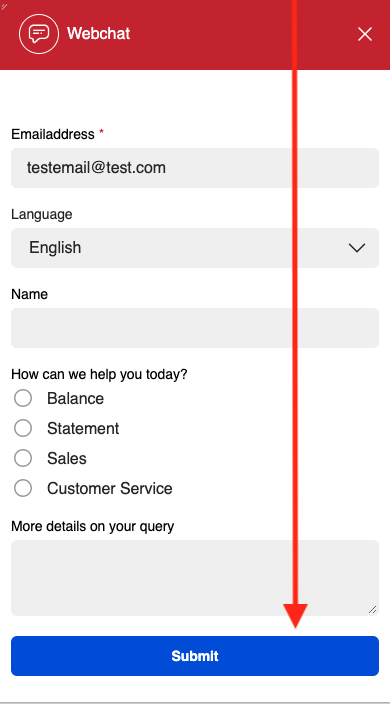 Webchat
Emailaddress *
testemail@test.com
Language
English
Name
How can we help you today?
Balance
Statement
Sales
Customer Service
More details on your query
Submit